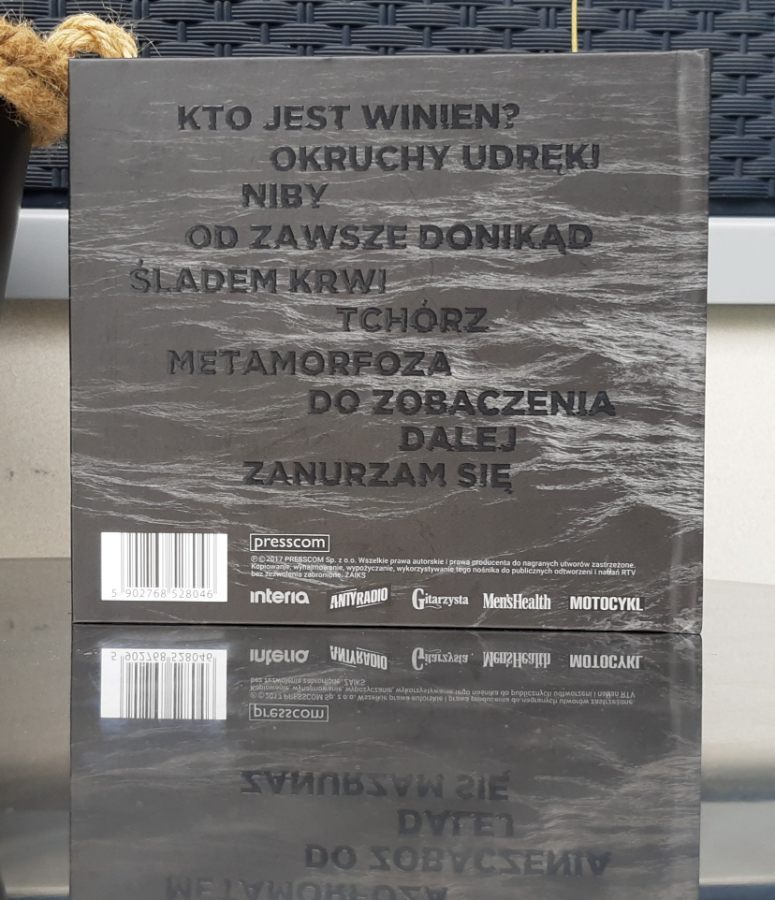 KTO JEST WINIEN?
OKRUCHY UDRĘKI
NIBY
OD ZAWSZE DONIKĄD
ŚLADEM KRWI
TCHÓRZ
METAMORFOZA
DO ZOBACZENIA
DALEJ
ZANURZAM SIĘ
presscom
℗ © 2017 PRESSCOM Sp. z o.o. Wszelkie prawa autorskie i prawa producenta do nagranych utworów zastrzeżone.
Kopiowanie, wynajmowanie, wypożyczanie, wykorzystywanie tego nośnika do publicznych odtworzeń i nadań RTV
bez zezwolenia zabronione. ZAIKS
5 902768 528046
interia ANTYRADIO Gitarzysta Men'sHealth MOTOCYKL